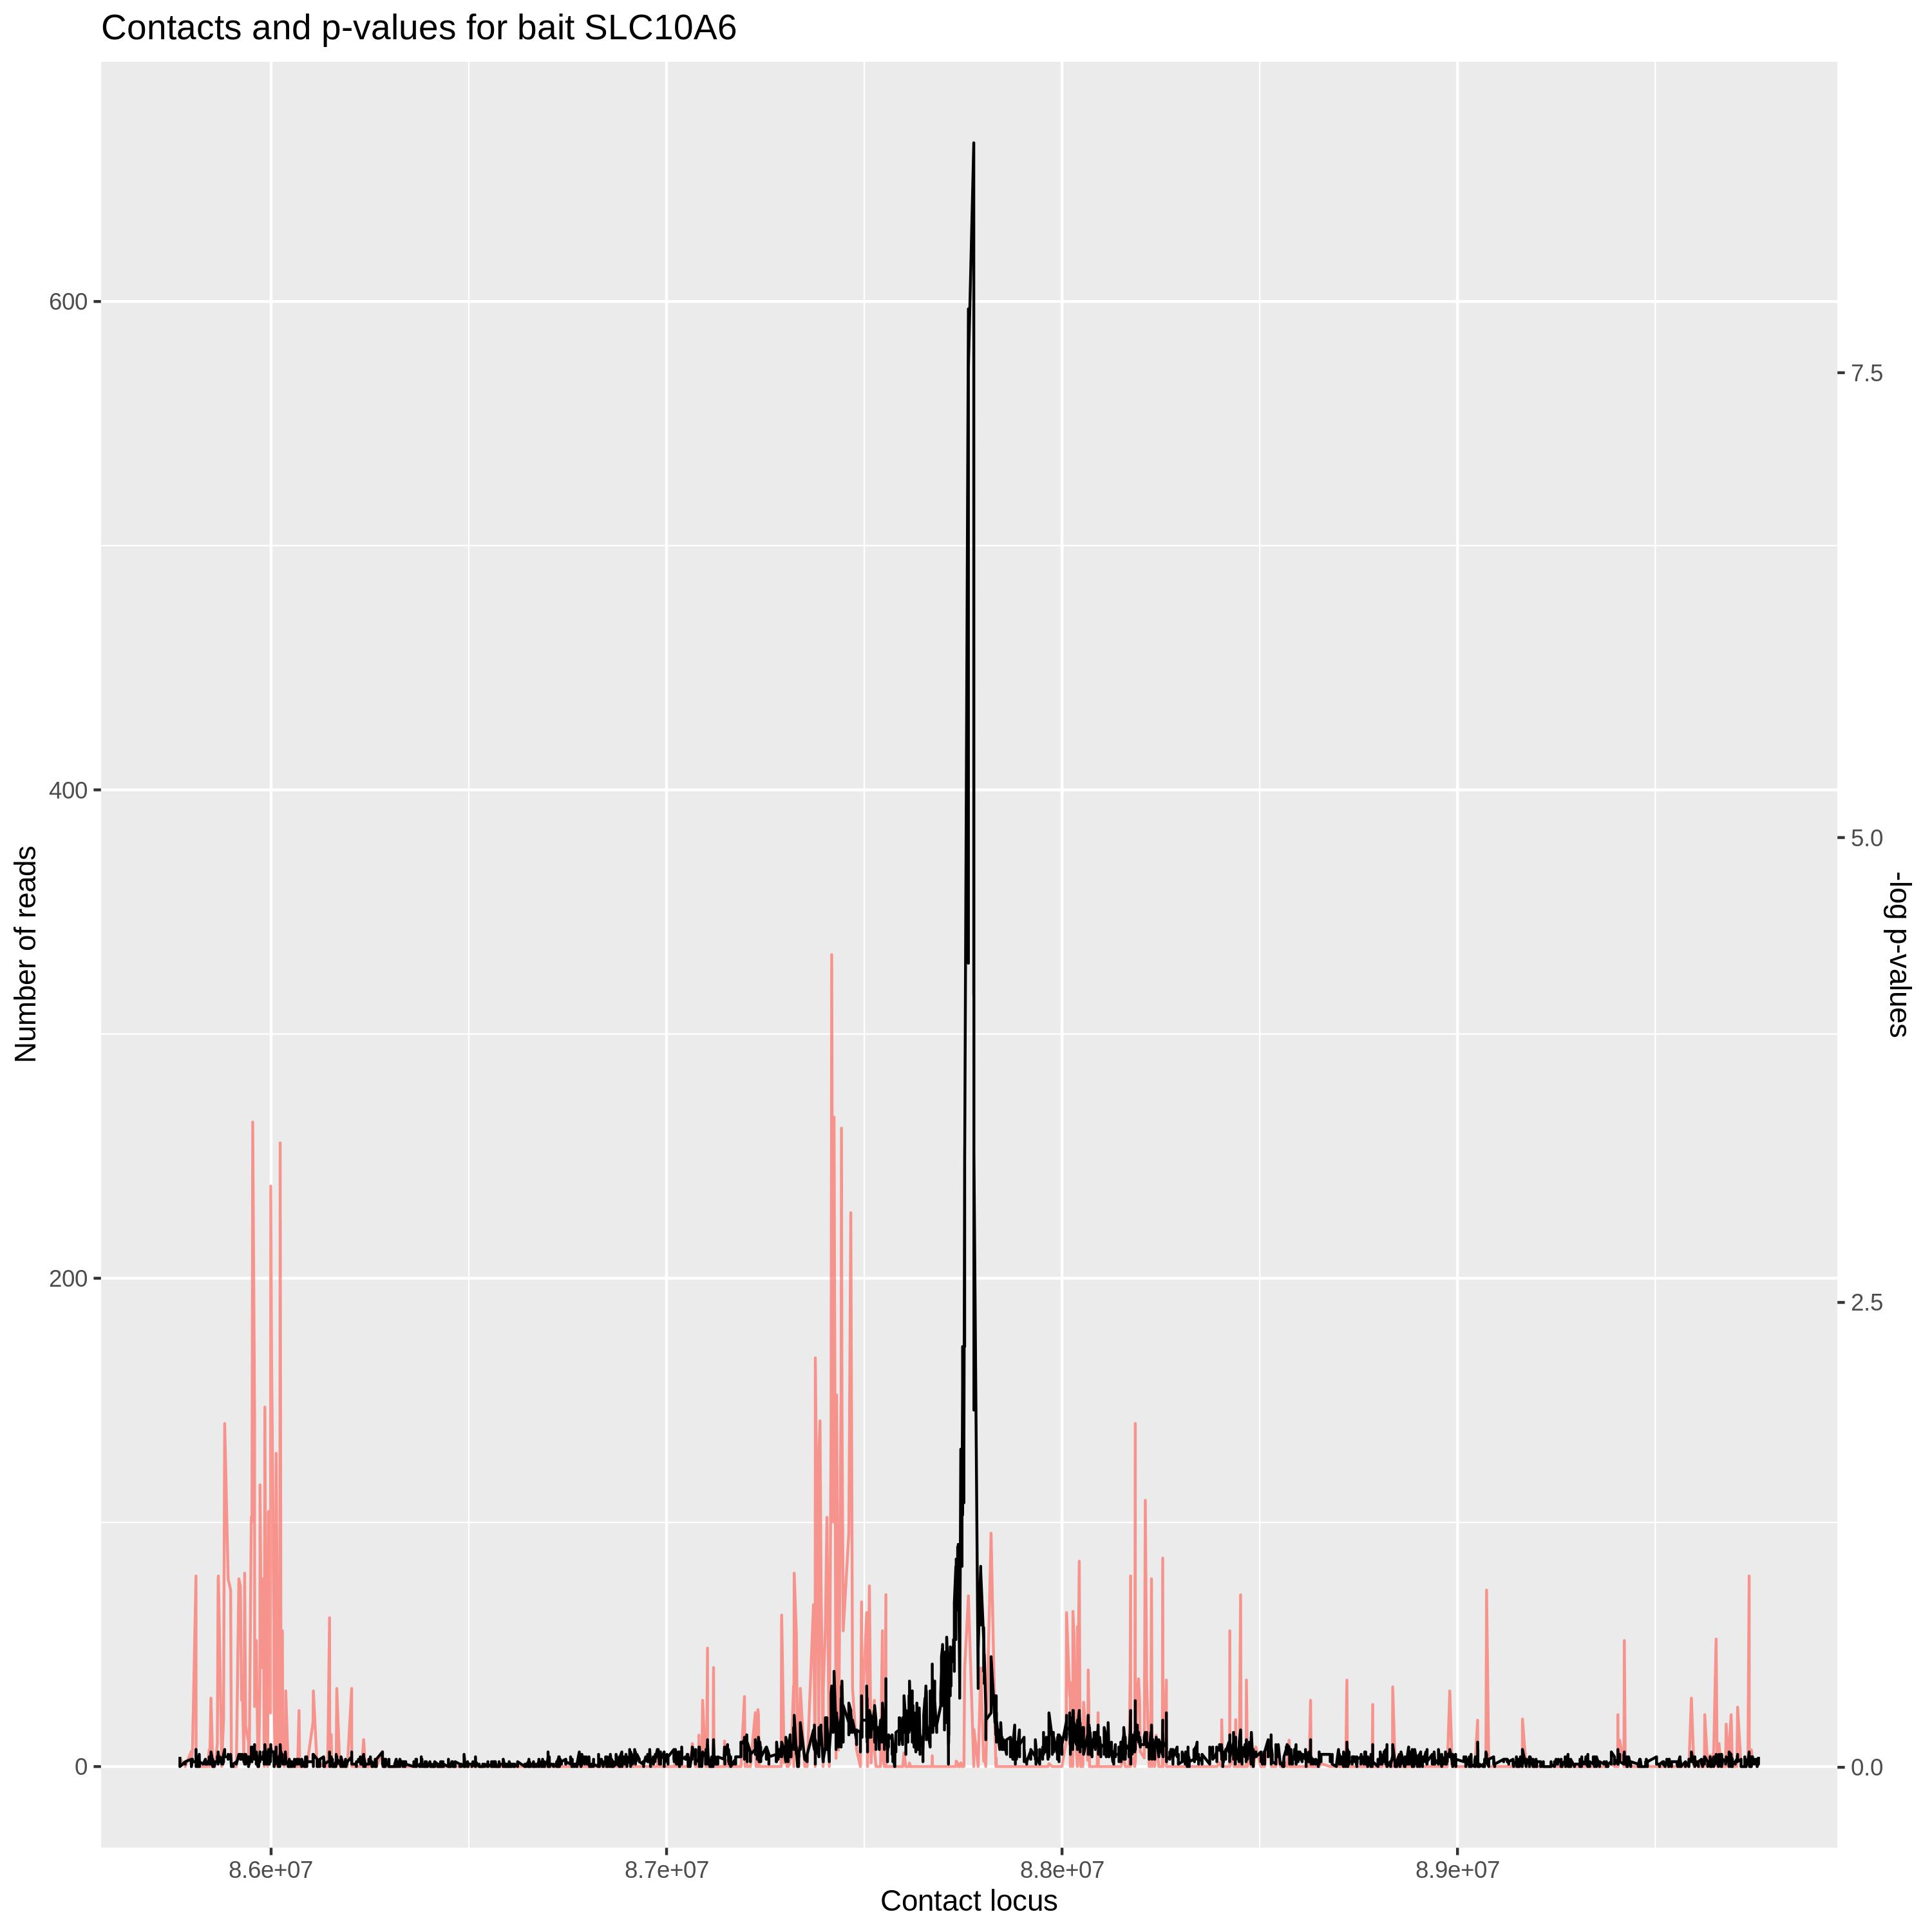 Contacts and p-values for bait SLC10A6
600
400
200
0
7.5
5.0
2.5
0.0
Number of reads
-log p-values
8.6e+07 8.7e+07 8.8e+07 8.9e+07
Contact locus